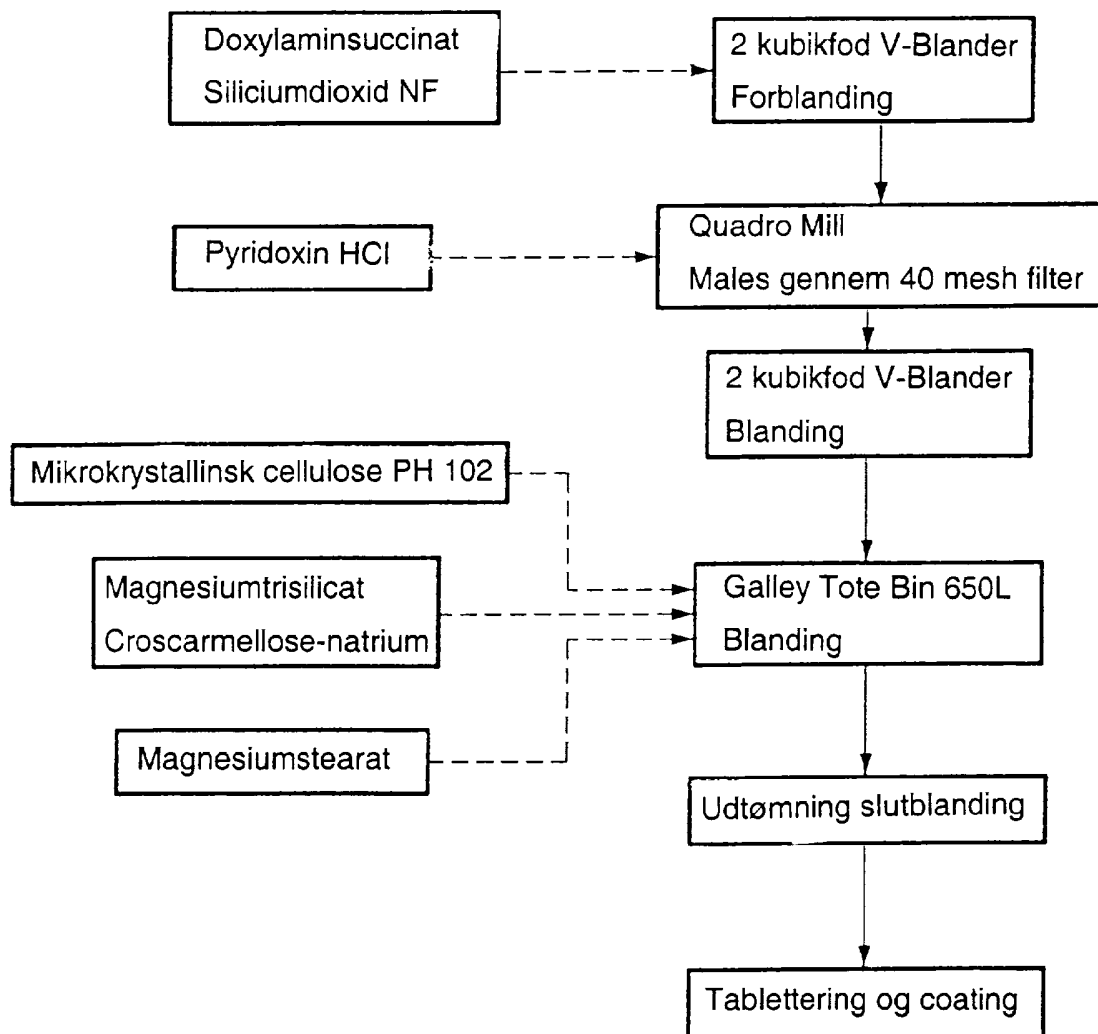 Doxylaminsuccinat
Siliciumdioxid NF
2 kubikfod V-Blander
Forblanding
Pyridoxin HCl
Quadro Mill
Males gennem 40 mesh filter
2 kubikfod V-Blander
Blanding
Mikrokrystallinsk cellulose PH 102
Magnesiumtrisilicat
Croscarmellose-natrium
Galley Tote Bin 650L
Blanding
Magnesiumstearat
Udtømning slutblanding
Tablettering og coating